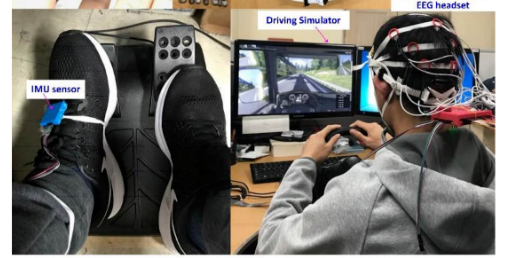 EEG headset
Driving Simulator
IMU sensor